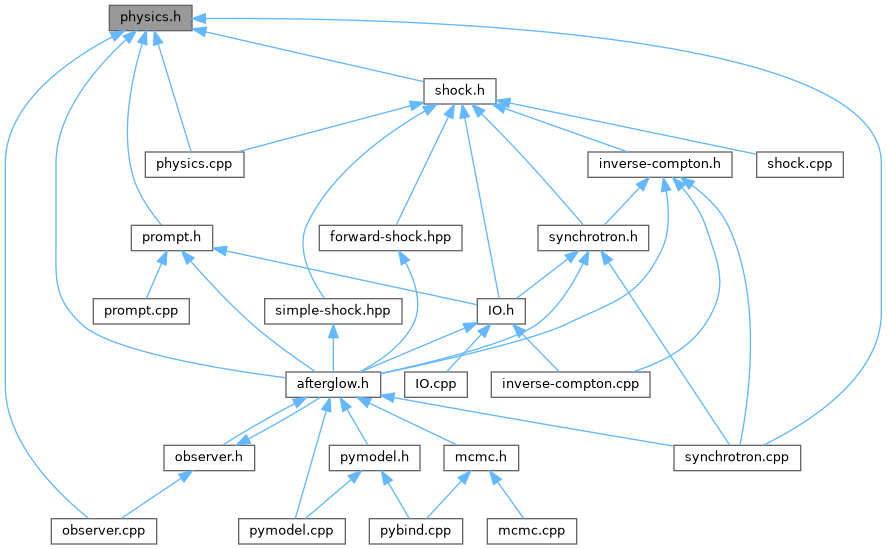 physics.h
shock.h
physics.cpp
inverse-compton.h
shock.cpp
prompt.h
forward-shock.hpp
synchrotron.h
prompt.cpp
simple-shock.hpp
IO.h
afterglow.h
IO.cpp
inverse-compton.cpp
observer.h
pymodel.h
mcmc.h
synchrotron.cpp
observer.cpp
pymodel.cpp
pybind.cpp
mcmc.cpp